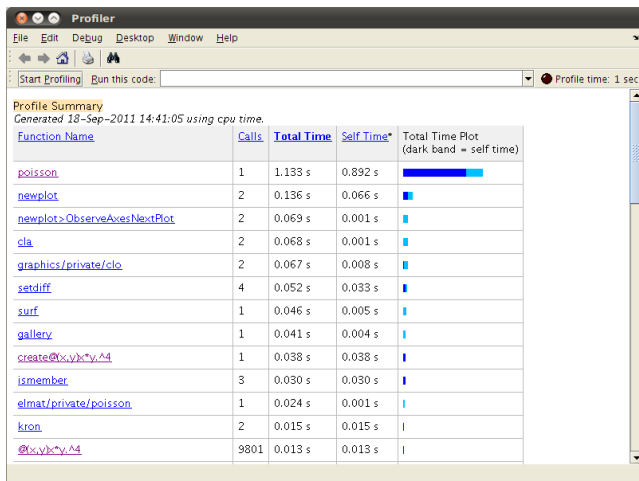 Profiler
File Edit Debug Desktop Window Help
Start Profiling Run this code: Profile time: 1 sec
Profile Summary
Generated 18-Sep-2011 14:41:05 using cpu time.
Function Name Calls Total Time Self Time* Total Time Plot
(dark band = self time)
poisson 1 1.133 s 0.892 s
newplot 2 0.136 s 0.066 s
newplot>ObserveAxesNextPlot 2 0.069 s 0.001 s
cla 2 0.068 s 0.001 s
graphics/private/clo 2 0.067 s 0.008 s
setdiff 4 0.052 s 0.033 s
surf 1 0.046 s 0.005 s
gallery 1 0.041 s 0.004 s
create@(x,y)x*y.^4 1 0.038 s 0.038 s
ismember 3 0.030 s 0.030 s
elmat/private/poisson 1 0.024 s 0.001 s
kron 2 0.015 s 0.015 s
@(x,y)x*y.^4 9801 0.013 s 0.013 s